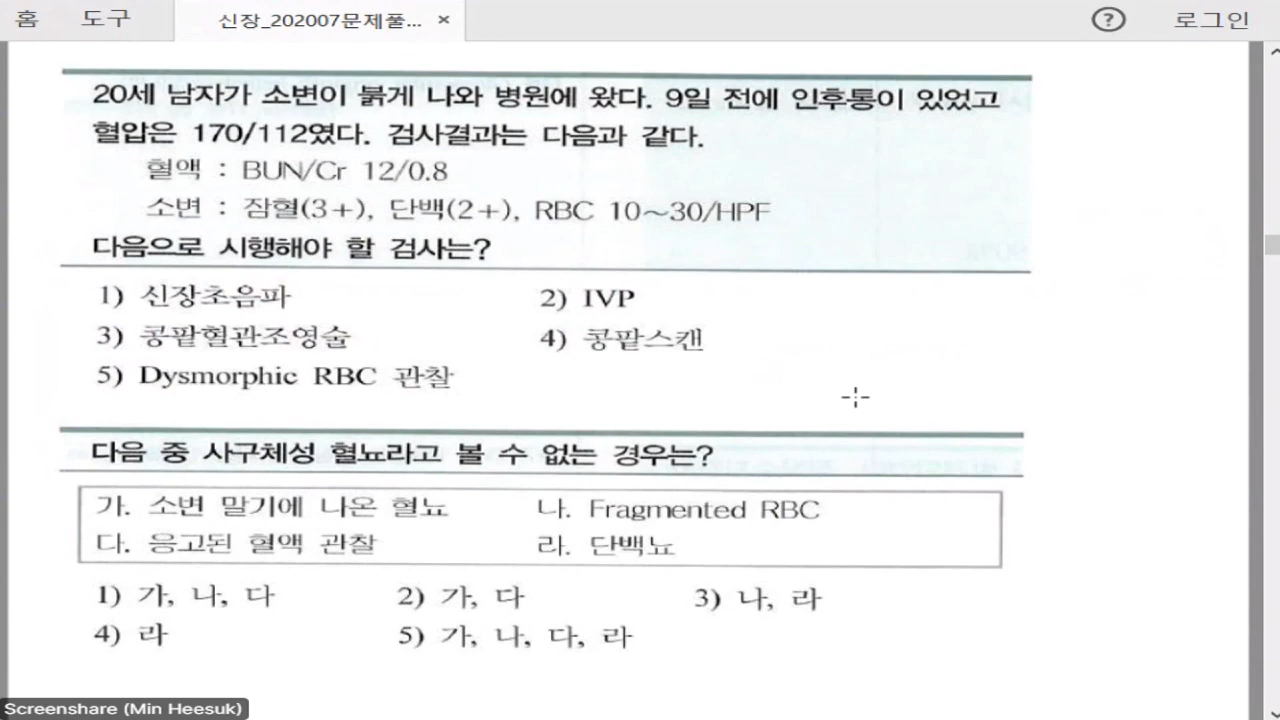 홈 도구 신장_202007문제풀... × ? 로그인
20세 남자가 소변이 붉게 나와 병원에 왔다. 9일 전에 인후통이 있었고
혈압은 170/112였다. 검사결과는 다음과 같다.
혈액 : BUN/Cr 12/0.8
소변 : 잠혈(3+), 단백(2+), RBC 10~30/HPF
다음으로 시행해야 할 검사는?
1) 신장초음파 2) IVP
3) 콩팥혈관조영술 4) 콩팥스캔
5) Dysmorphic RBC 관찰
다음 중 사구체성 혈뇨라고 볼 수 없는 경우는?
가. 소변 말기에 나온 혈뇨 나. Fragmented RBC
다. 응고된 혈액 관찰 라. 단백뇨
1) 가, 나, 다 2) 가, 다 3) 나, 라
4) 라 5) 가, 나, 다, 라
Screenshare (Min Heesuk)